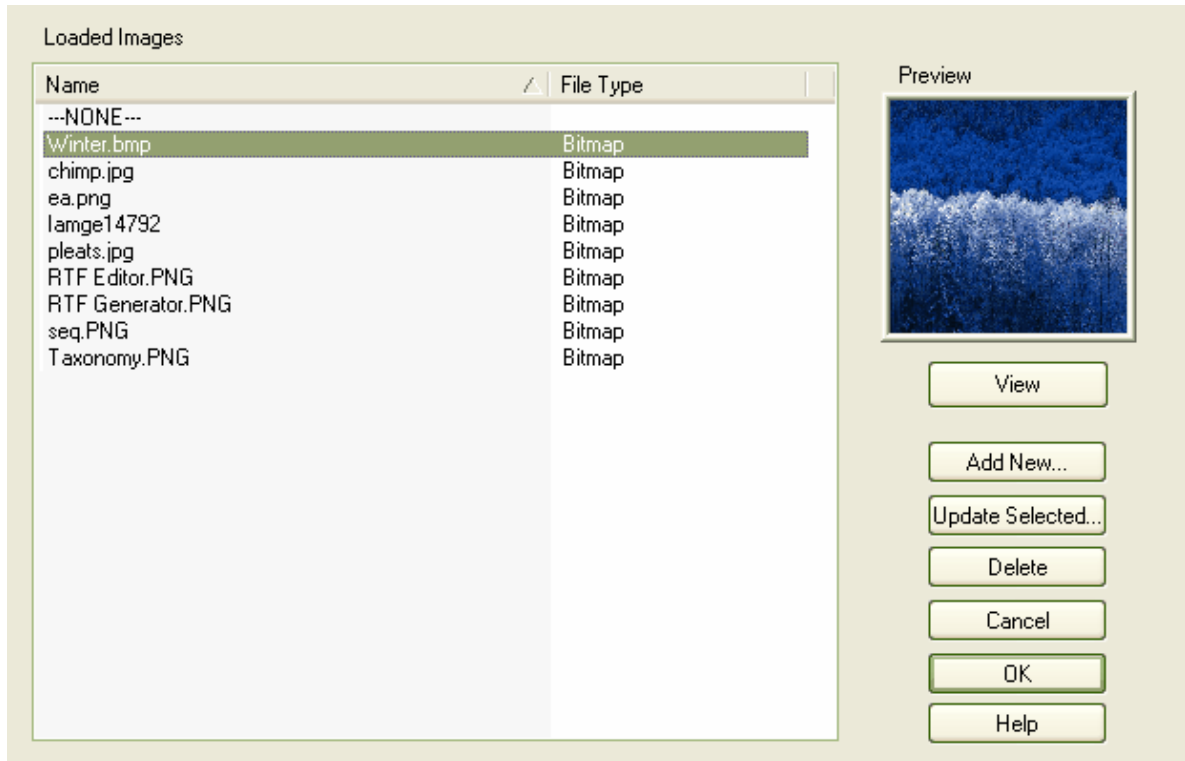 Loaded Images
Name File Type
---NONE---
Winter.bmp Bitmap
chimp.jpg Bitmap
ea.png Bitmap
Iamge14792 Bitmap
pleats.jpg Bitmap
RTF Editor.PNG Bitmap
RTF Generator.PNG Bitmap
seq.PNG Bitmap
Taxonomy.PNG Bitmap
Preview
View
Add New...
Update Selected...
Delete
Cancel
OK
Help